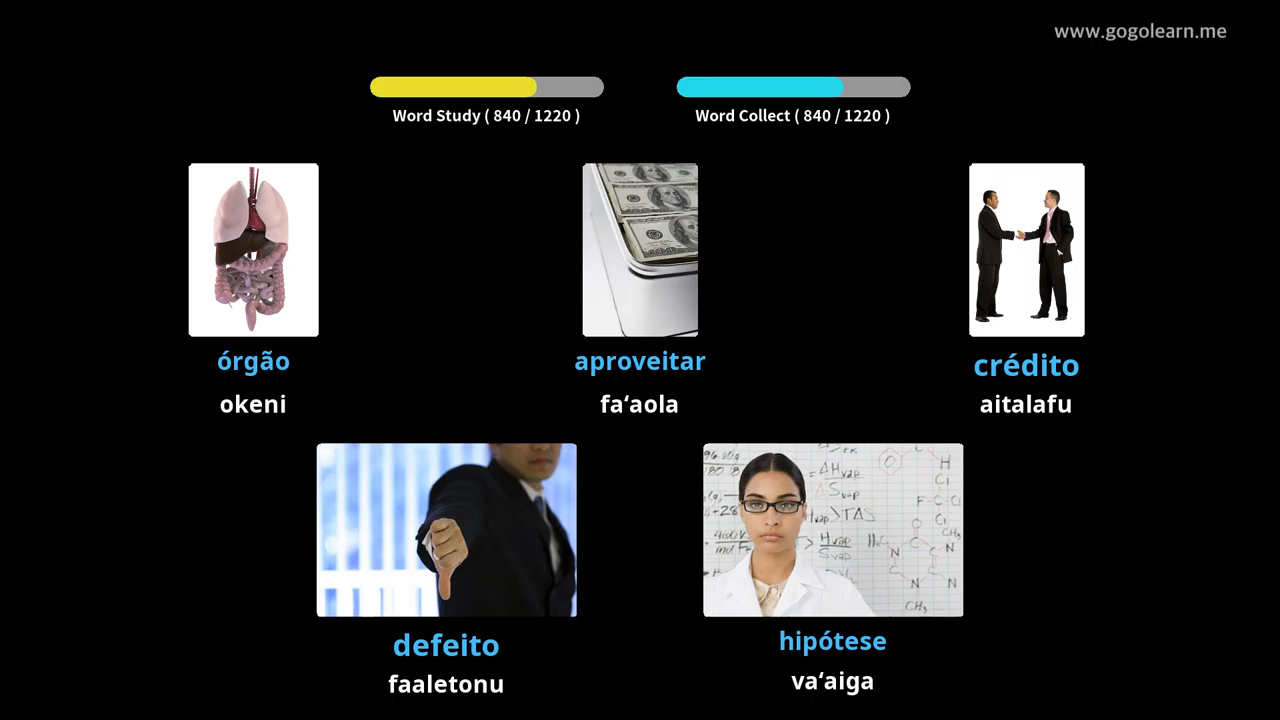 www.gogolearn.me
Word Study ( 840 / 1220 )
Word Collect ( 840 / 1220 )
órgão
okeni
aproveitar
fa‘aola
crédito
aitalafu
defeito
faaletonu
hipótese
va‘aiga